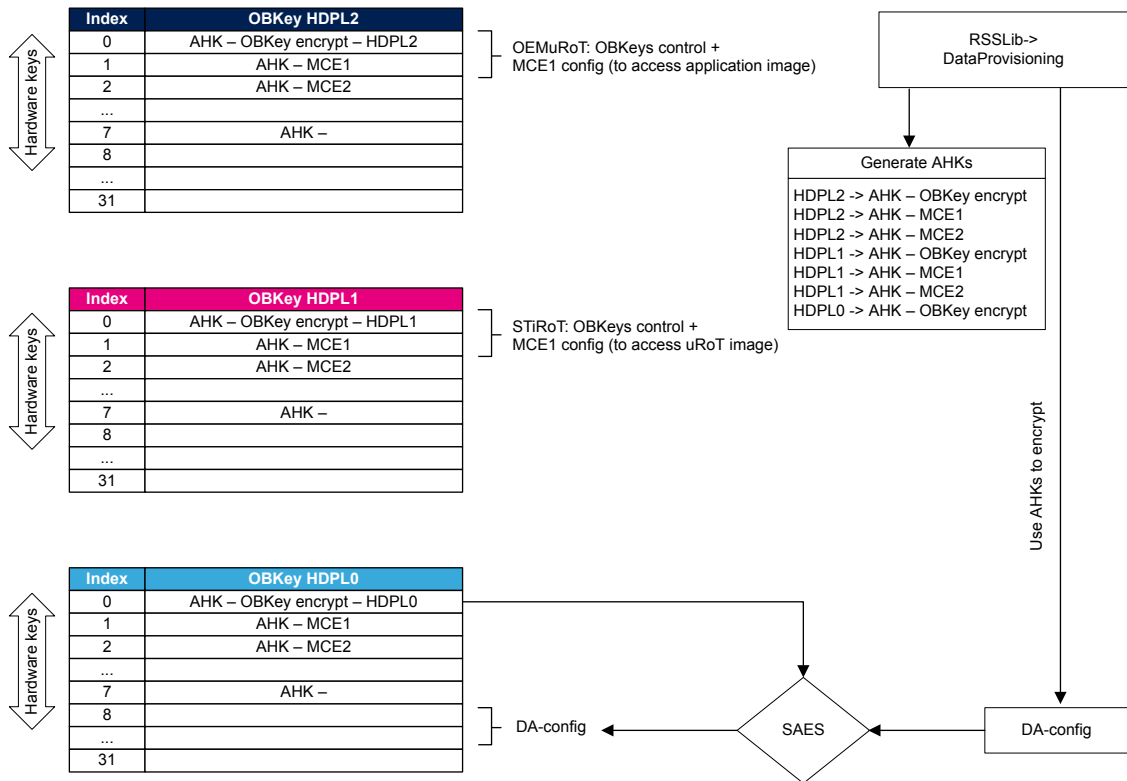 Index OBKey HDPL2
0 AHK – OBKey encrypt – HDPL2
1 AHK – MCE1
2 AHK – MCE2
...
7 AHK –
8
...
31
Hardware keys
OEMuRoT: OBKeys control +
MCE1 config (to access application image)
RSSLib->
DataProvisioning
Generate AHKs
HDPL2 -> AHK – OBKey encrypt
HDPL2 -> AHK – MCE1
HDPL2 -> AHK – MCE2
HDPL1 -> AHK – OBKey encrypt
HDPL1 -> AHK – MCE1
HDPL1 -> AHK – MCE2
HDPL0 -> AHK – OBKey encrypt
Index OBKey HDPL1
0 AHK – OBKey encrypt – HDPL1
1 AHK – MCE1
2 AHK – MCE2
...
7 AHK –
8
...
31
Hardware keys
STiRoT: OBKeys control +
MCE1 config (to access uRoT image)
Use AHKs to encrypt
Index OBKey HDPL0
0 AHK – OBKey encrypt – HDPL0
1 AHK – MCE1
2 AHK – MCE2
...
7 AHK –
8
...
31
Hardware keys
DA-config
SAES
DA-config